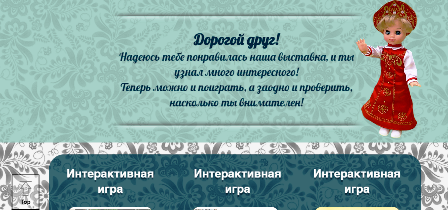 Дорогой друг!
Надеюсь тебе понравилась наша выставка, и ты
узнал много интересного!
Теперь можно и поиграть, а заодно и проверить,
насколько ты внимателен!
Интерактивная игра
Интерактивная игра
Интерактивная игра
Top